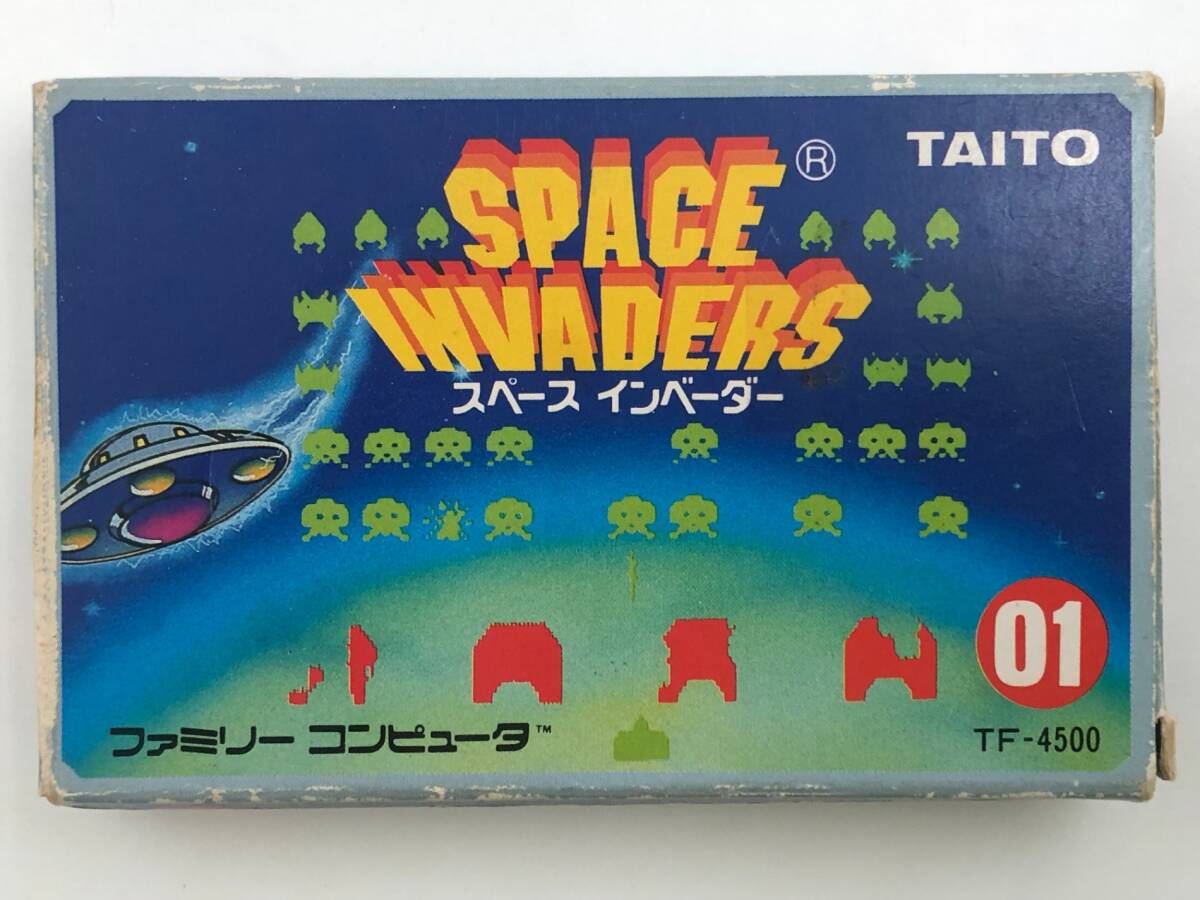 TAITO
SPACE ®
INVADERS
スペース インベーダー
01
ファミリー コンピュータ™
TF-4500